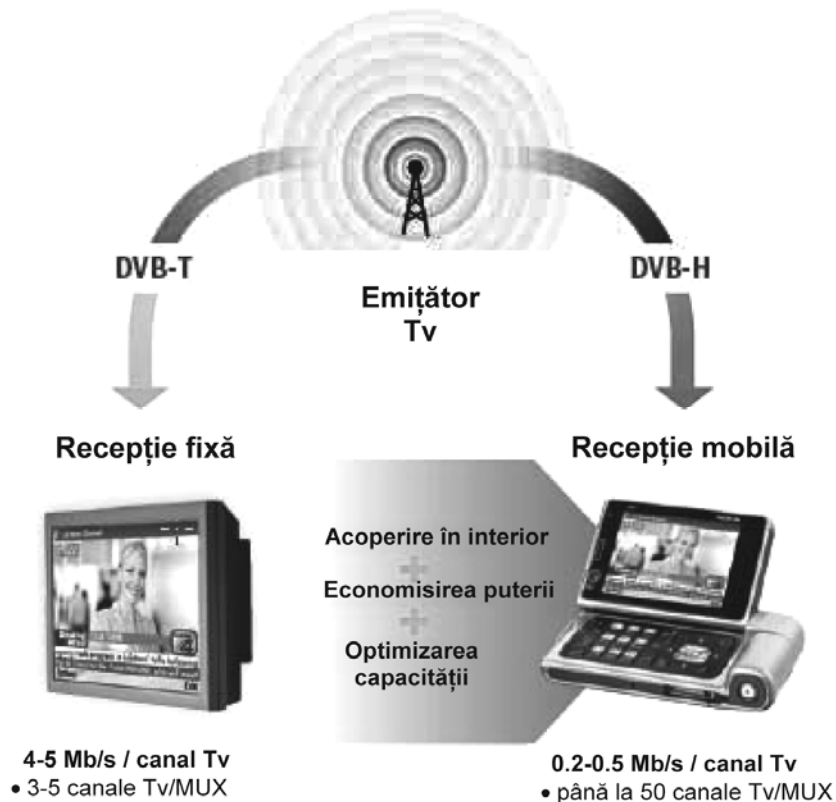 DVB-T
DVB-H
Emițător
Tv
Recepție fixă
Recepție mobilă
Acoperire în interior
+
Economisirea puterii
+
Optimizarea
capacității
4-5 Mb/s / canal Tv
• 3-5 canale Tv/MUX
0.2-0.5 Mb/s / canal Tv
• până la 50 canale Tv/MUX